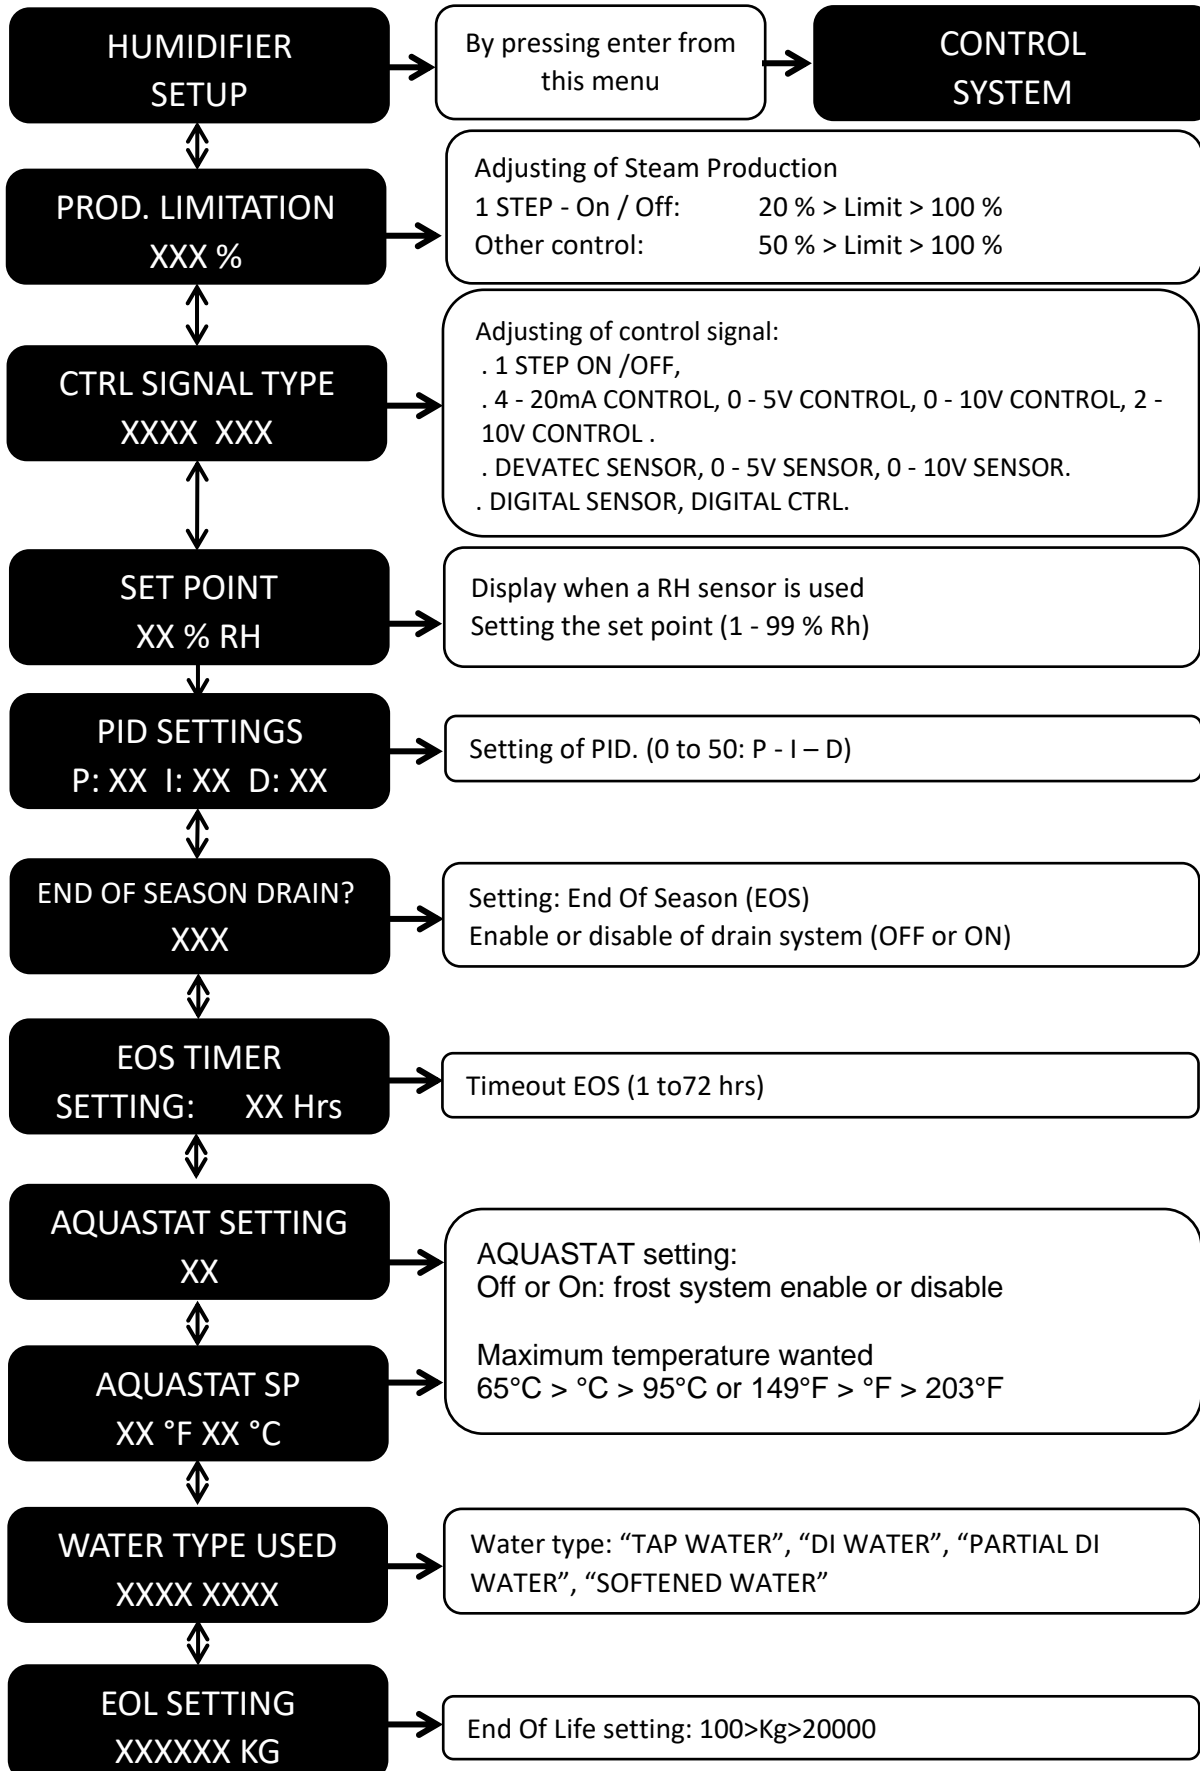 HUMIDIFIER
SETUP
By pressing enter from
this menu
CONTROL
SYSTEM
PROD. LIMITATION
XXX %
Adjusting of Steam Production
1 STEP - On / Off: 20 % > Limit > 100 %
Other control: 50 % > Limit > 100 %
CTRL SIGNAL TYPE
XXXX XXX
Adjusting of control signal:
. 1 STEP ON /OFF,
. 4 - 20mA CONTROL, 0 - 5V CONTROL, 0 - 10V CONTROL, 2 -
10V CONTROL .
. DEVATEC SENSOR, 0 - 5V SENSOR, 0 - 10V SENSOR.
. DIGITAL SENSOR, DIGITAL CTRL.
SET POINT
XX % RH
Display when a RH sensor is used
Setting the set point (1 - 99 % Rh)
PID SETTINGS
P: XX I: XX D: XX
Setting of PID. (0 to 50: P - I – D)
END OF SEASON DRAIN?
XXX
Setting: End Of Season (EOS)
Enable or disable of drain system (OFF or ON)
EOS TIMER
SETTING: XX Hrs
Timeout EOS (1 to72 hrs)
AQUASTAT SETTING
XX
AQUASTAT setting:
Off or On: frost system enable or disable
Maximum temperature wanted
65°C > °C > 95°C or 149°F > °F > 203°F
AQUASTAT SP
XX °F XX °C
WATER TYPE USED
XXXX XXXX
Water type: “TAP WATER”, “DI WATER”, “PARTIAL DI
WATER”, “SOFTENED WATER”
EOL SETTING
XXXXXX KG
End Of Life setting: 100>Kg>20000